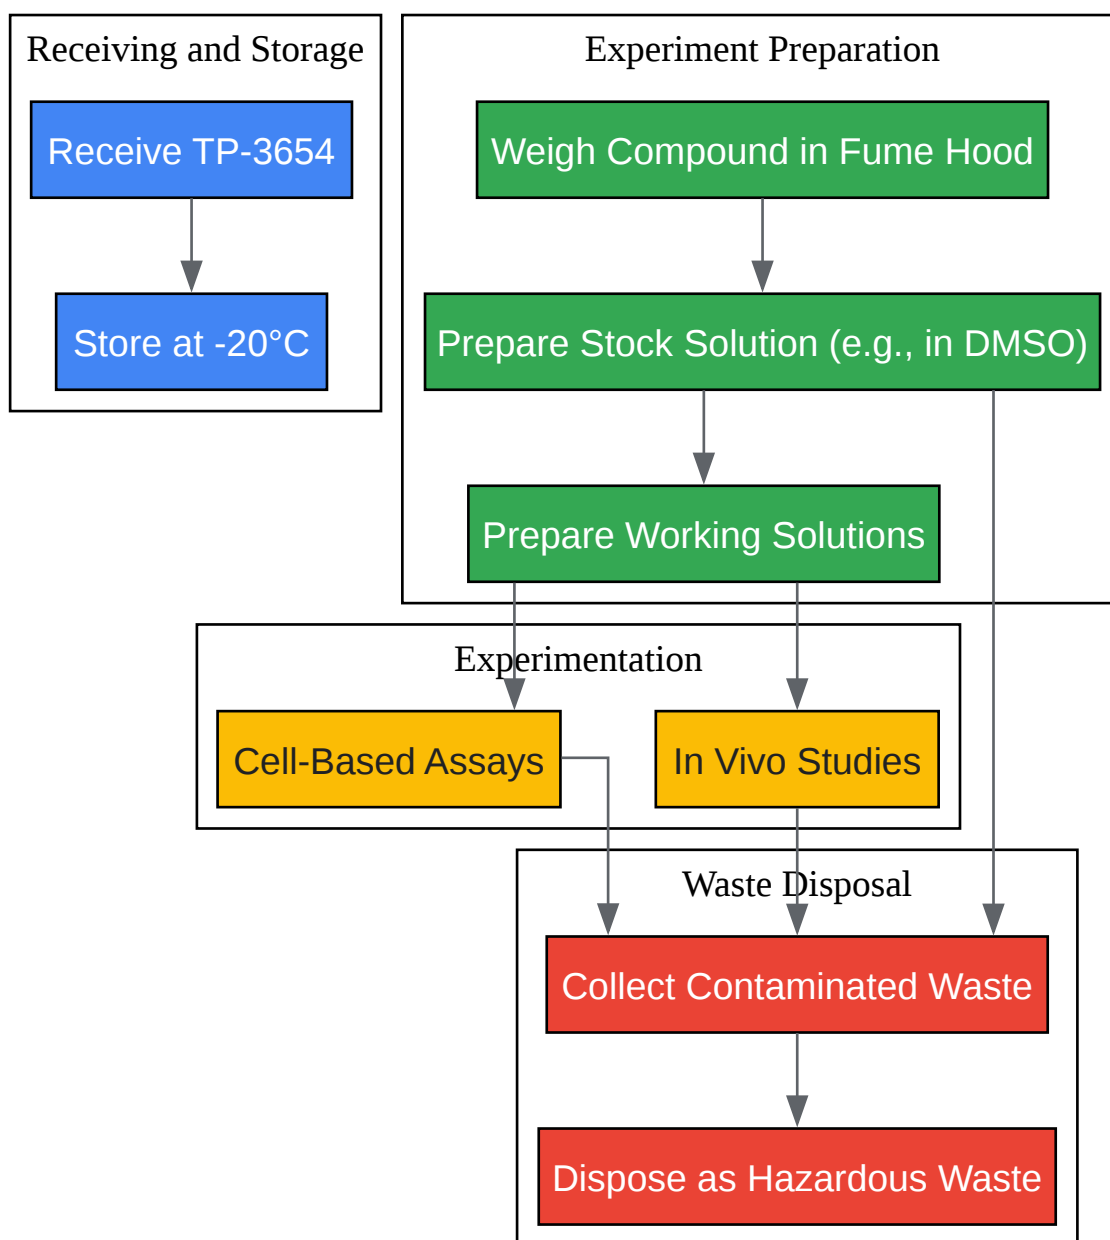 Receiving and Storage
Receive TP-3654
Store at -20°C
Experiment Preparation
Weigh Compound in Fume Hood
Prepare Stock Solution (e.g., in DMSO)
Prepare Working Solutions
Experimentation
Cell-Based Assays
In Vivo Studies
Waste Disposal
Collect Contaminated Waste
Dispose as Hazardous Waste